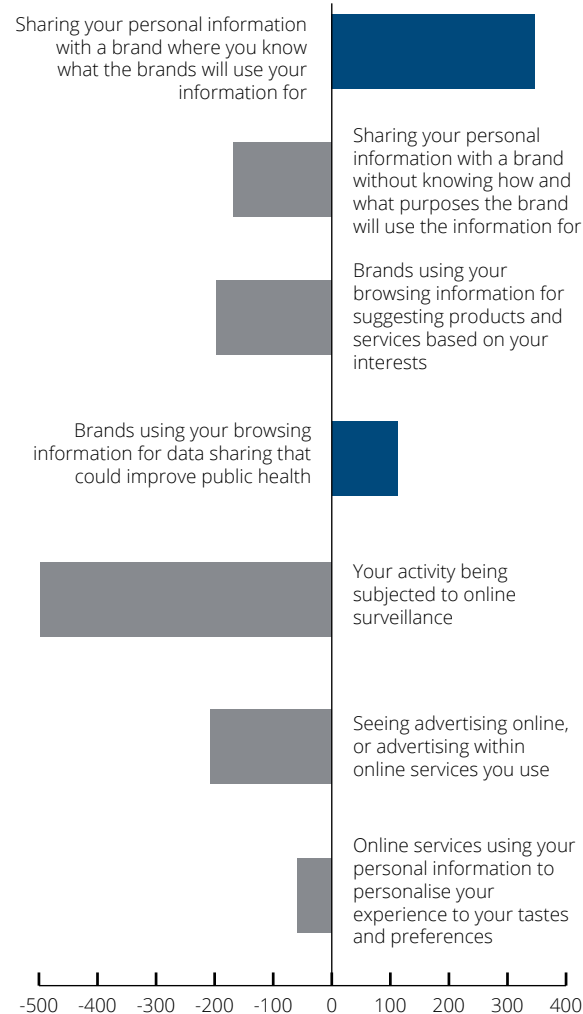 Sharing your personal information
with a brand where you know
what the brands will use your
information for
Sharing your personal
information with a brand
without knowing how and
what purposes the brand
will use the information for
Brands using your
browsing information for
suggesting products and
services based on your
interests
Brands using your browsing
information for data sharing that
could improve public health
Your activity being
subjected to online
surveillance
Seeing advertising online,
or advertising within
online services you use
Online services using your
personal information to
personalise your
experience to your tastes
and preferences
-500 -400 -300 -200 -100 0 100 200 300 400